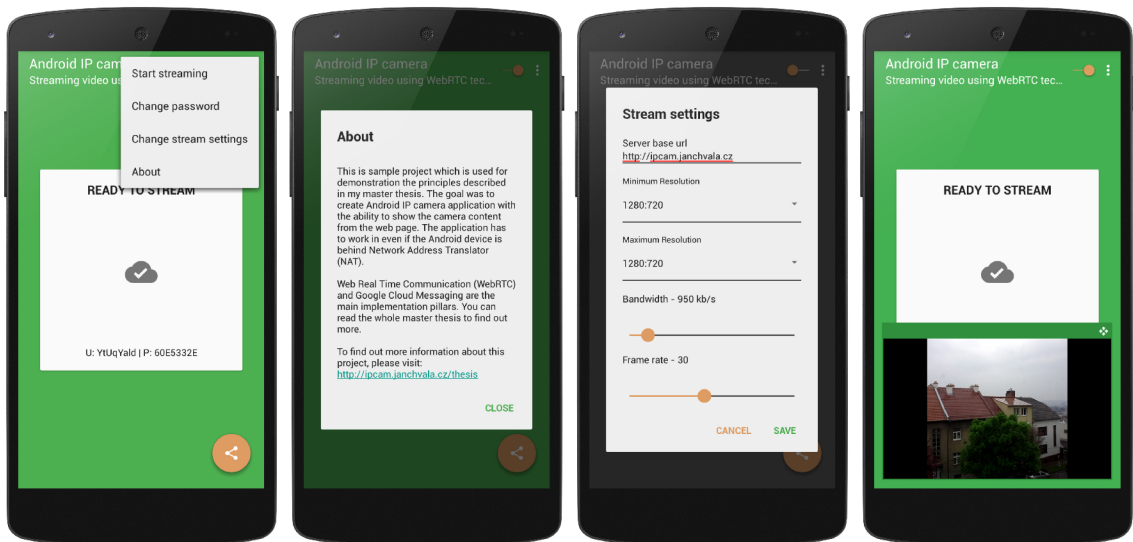 Android IP cam
Streaming video us
Start streaming
Change password
Change stream settings
About
READY TO STREAM
U: YtUqYald | P: 60E5332E
Android IP camera
Streaming video using WebRTC tec...
About
This is sample project which is used for
demonstration the principles described
in my master thesis. The goal was to
create Android IP camera application with
the ability to show the camera content
from the web page. The application has
to work in even if the Android device is
behind Network Address Translator
(NAT).
Web Real Time Communication (WebRTC)
and Google Cloud Messaging are the
main implementation pillars. You can
read the whole master thesis to find out
more.
To find out more information about this
project, please visit:
http://ipcam.janchvala.cz/thesis
CLOSE
Android IP camera
Streaming video using WebRTC tec...
Stream settings
Server base url
http://ipcam.janchvala.cz
Minimum Resolution
1280:720
Maximum Resolution
1280:720
Bandwidth - 950 kb/s
Frame rate - 30
CANCEL SAVE
Android IP camera
Streaming video using WebRTC tec...
READY TO STREAM